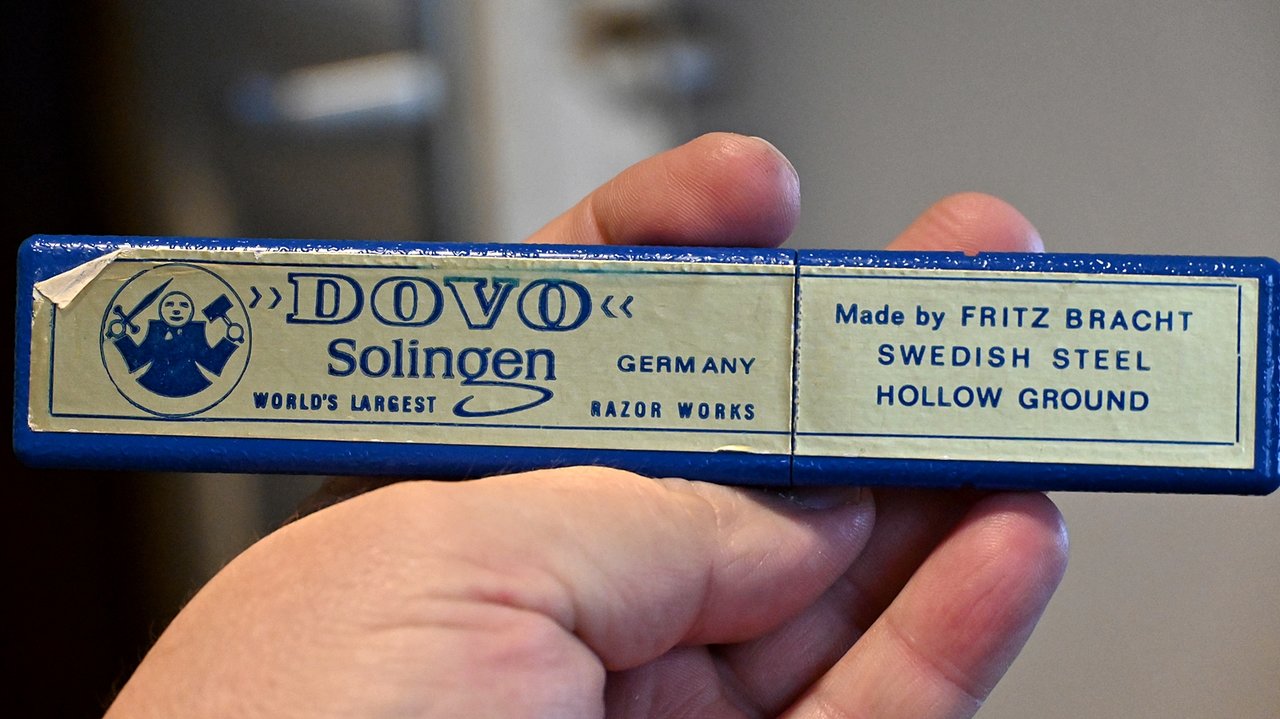 »DOVO«
Solingen GERMANY
WORLD'S LARGEST RAZOR WORKS
Made by FRITZ BRACHT
SWEDISH STEEL
HOLLOW GROUND